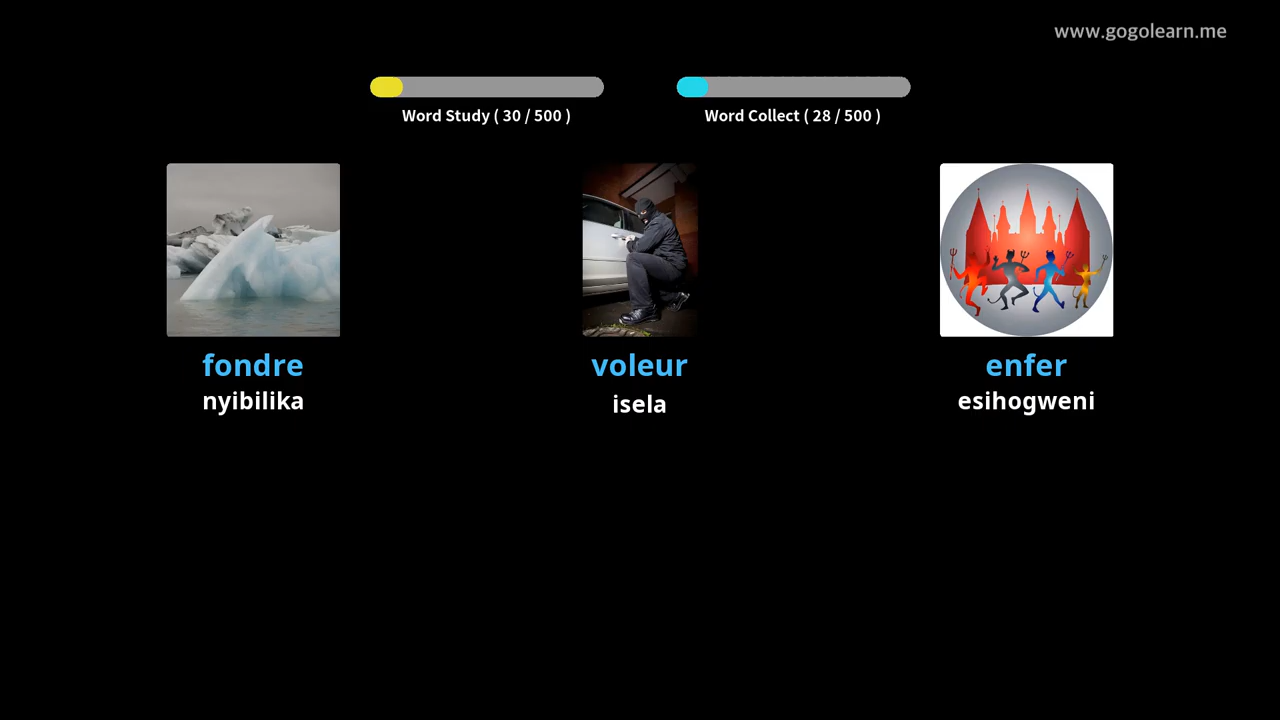 www.gogolearn.me
Word Study ( 30 / 500 )
Word Collect ( 28 / 500 )
fondre
nyibilika
voleur
isela
enfer
esihogweni